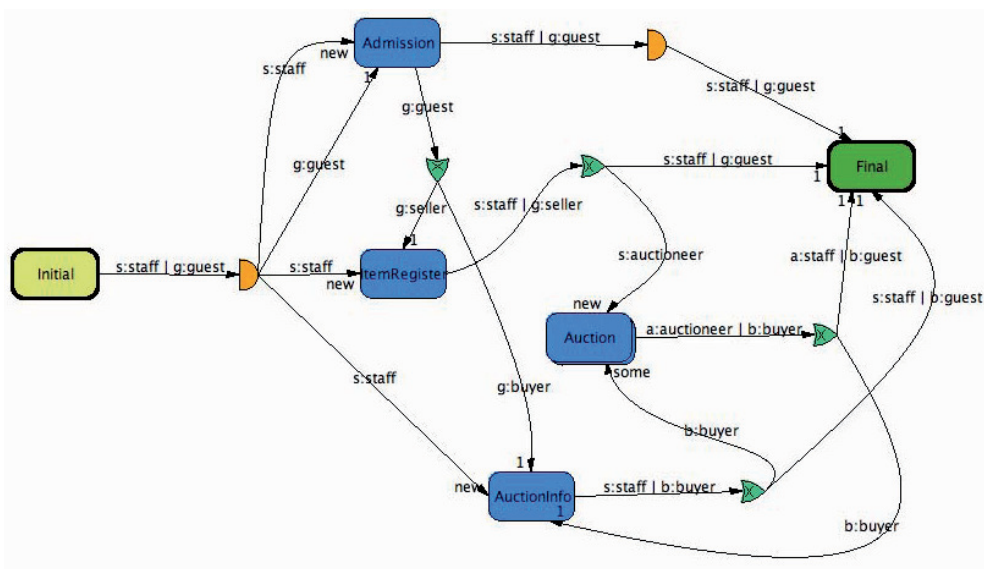 Admission
s:staff | g:guest
new
s:staff
1
g:guest
s:staff | g:guest
1
g:guest
s:staff | g:guest
1
Final
g:seller
s:staff | g:seller
1 1
1
s:auctioneer
a:staff | b:guest
Initial
s:staff | g:guest
s:staff
new
temRegister
s:staff | b:guest
new
Auction
a:auctioneer | b:buyer
some
s:staff
g:buyer
b:buyer
1
new
AuctionInfo
1
s:staff | b:buyer
b:buyer